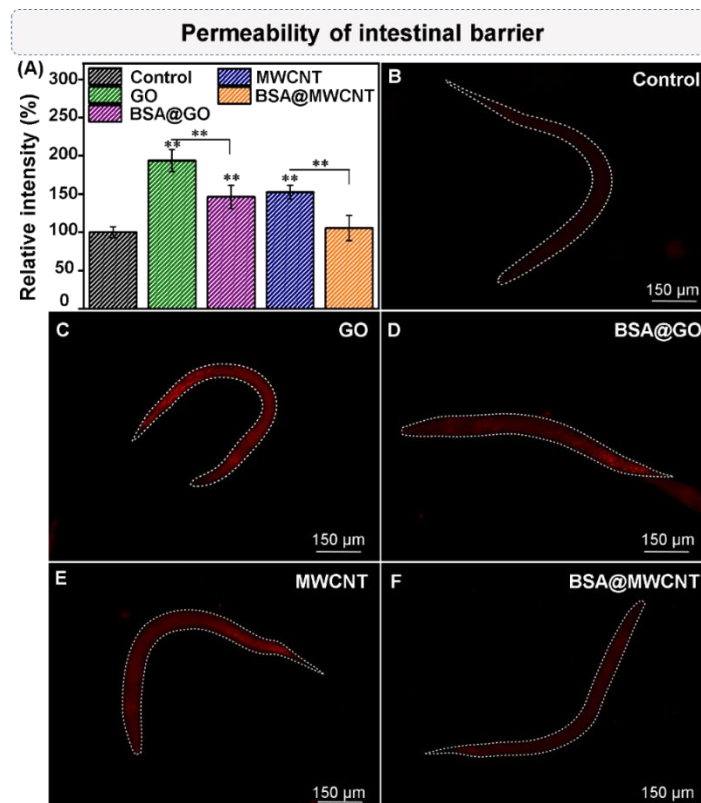 Permeability of intestinal barrier
(A)
Relative intensity (%)
300
250
200
150
100
50
0
Control
GO
BSA@GO
MWCNT
BSA@MWCNT
**
**
**
**
**
B
Control
150 µm
C
GO
150 µm
D
BSA@GO
150 µm
E
MWCNT
150 µm
F
BSA@MWCNT
150 µm